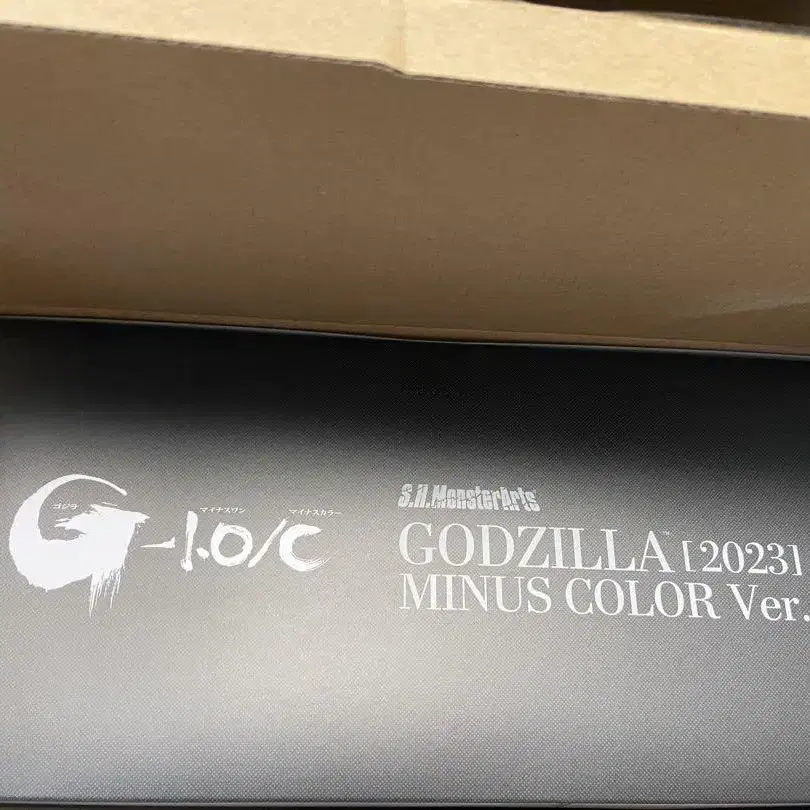 ゴジラ マイナスワン マイナスカラー
G-1.0/C
S.H.MonsterArts
GODZILLA™ [2023]
MINUS COLOR Ver.